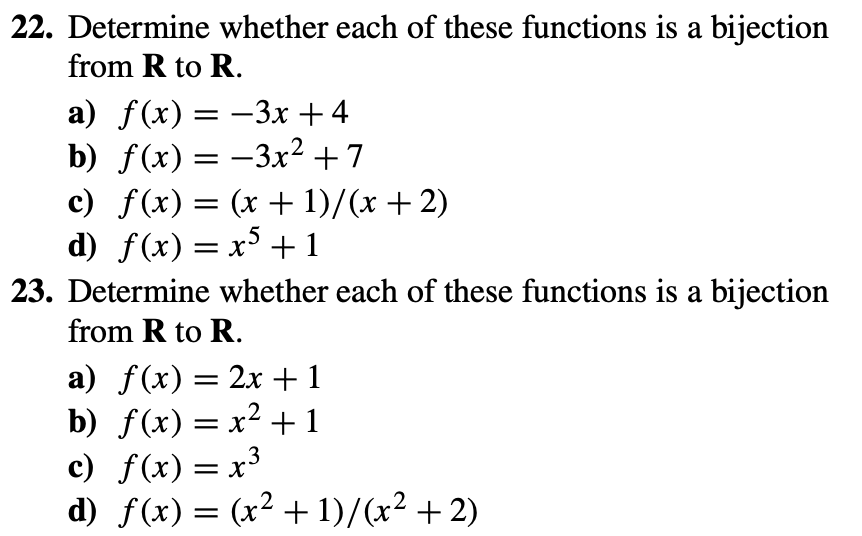 22. Determine whether each of these functions is a bijection
from R to R.
a) f(x) = −3x + 4
b) f(x) = −3x² + 7
c) f(x) = (x + 1)/(x + 2)
d) f(x) = x⁵ + 1
23. Determine whether each of these functions is a bijection
from R to R.
a) f(x) = 2x + 1
b) f(x) = x² + 1
c) f(x) = x³
d) f(x) = (x² + 1)/(x² + 2)